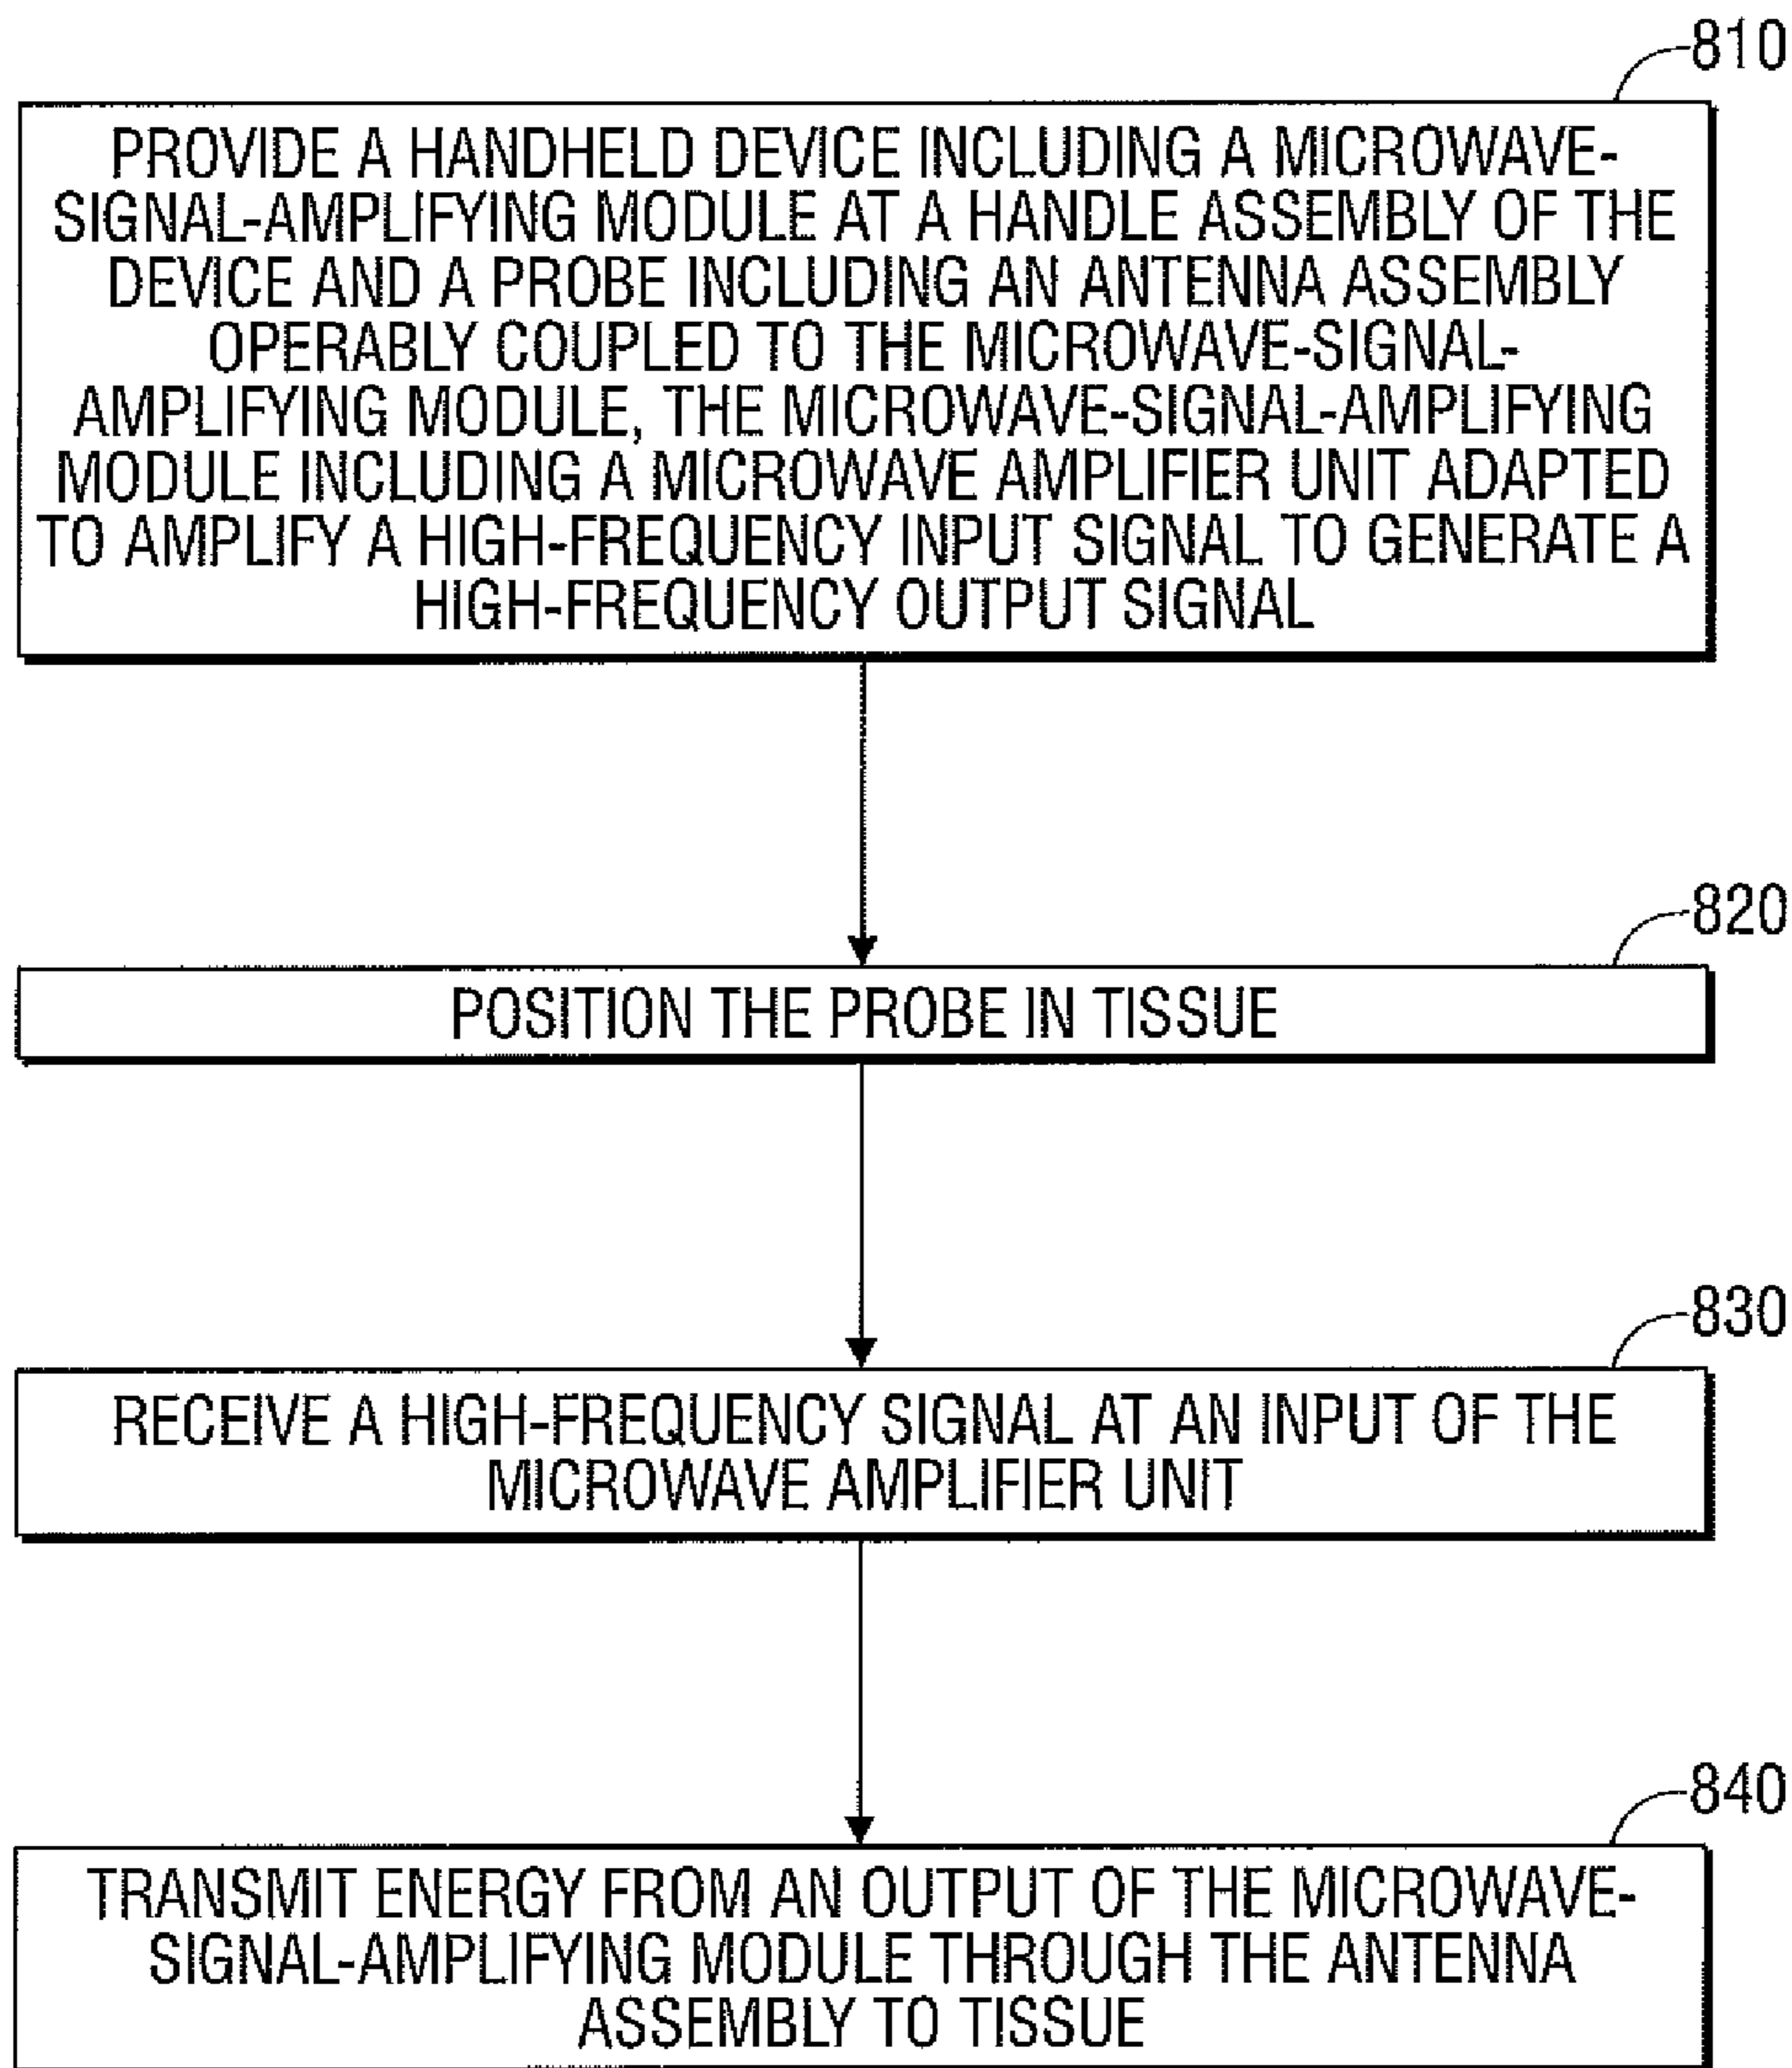 810
PROVIDE A HANDHELD DEVICE INCLUDING A MICROWAVE-
SIGNAL-AMPLIFYING MODULE AT A HANDLE ASSEMBLY OF THE
DEVICE AND A PROBE INCLUDING AN ANTENNA ASSEMBLY
OPERABLY COUPLED TO THE MICROWAVE-SIGNAL-
AMPLIFYING MODULE, THE MICROWAVE-SIGNAL-AMPLIFYING
MODULE INCLUDING A MICROWAVE AMPLIFIER UNIT ADAPTED
TO AMPLIFY A HIGH-FREQUENCY INPUT SIGNAL TO GENERATE A
HIGH-FREQUENCY OUTPUT SIGNAL
820
POSITION THE PROBE IN TISSUE
830
RECEIVE A HIGH-FREQUENCY SIGNAL AT AN INPUT OF THE
MICROWAVE AMPLIFIER UNIT
840
TRANSMIT ENERGY FROM AN OUTPUT OF THE MICROWAVE-
SIGNAL-AMPLIFYING MODULE THROUGH THE ANTENNA
ASSEMBLY TO TISSUE